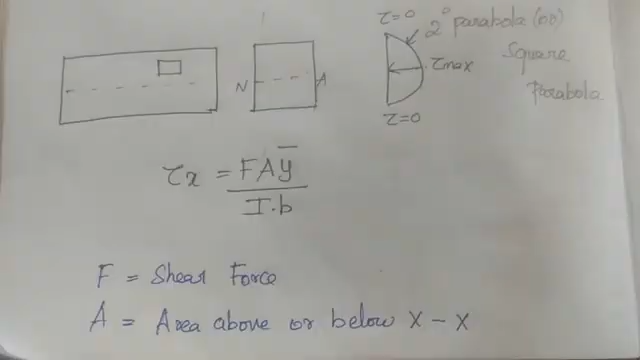 τ=0
2° parabola (or)
Square
Parabola
N A
τmax
τ=0
τx = FAȳ / I.b
F = Shear Force
A = Area above or below X - X